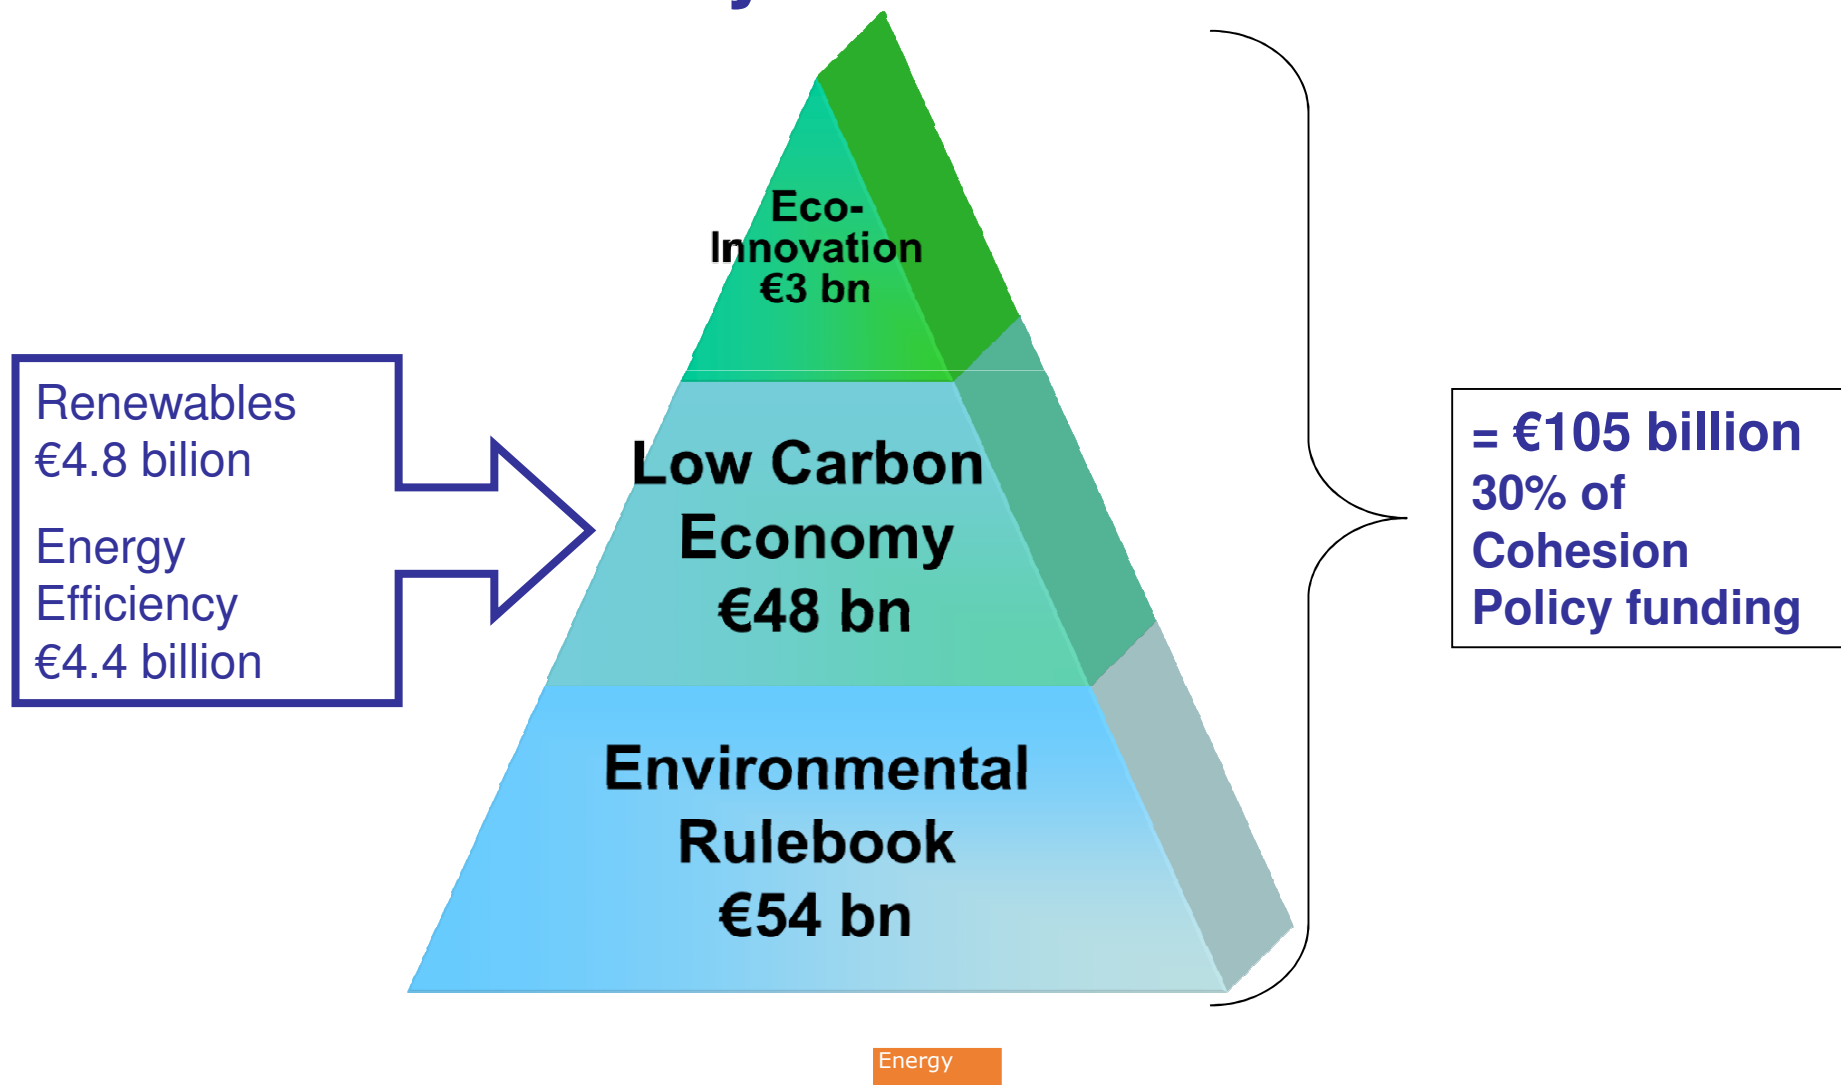 Eco-
Innovation
€3 bn
Renewables
€4.8 bilion
Energy
Efficiency
€4.4 billion
Low Carbon
Economy
€48 bn
= €105 billion
30% of
Cohesion
Policy funding
Environmental
Rulebook
€54 bn
Energy